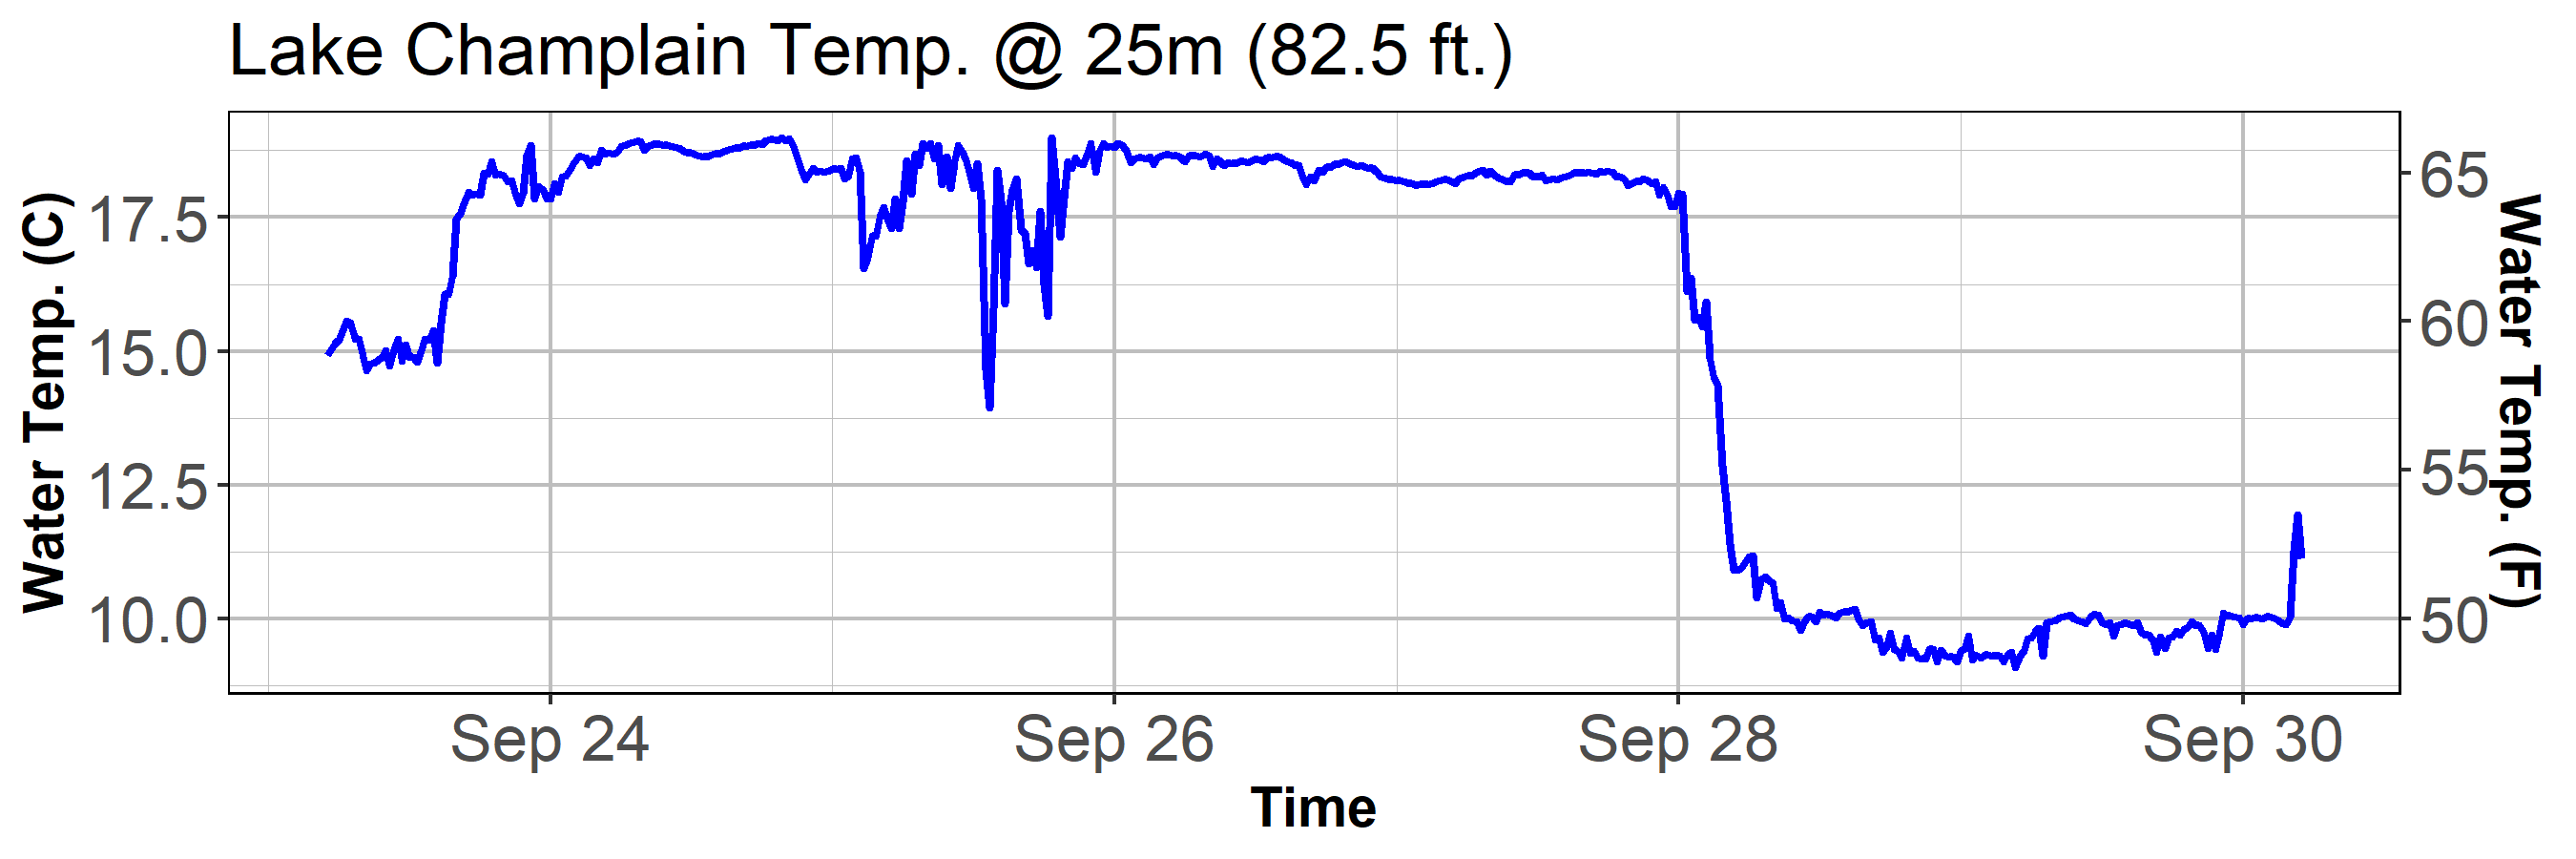 Lake Champlain Temp. @ 25m (82.5 ft.)
Water Temp. (C)
17.5
15.0
12.5
10.0
65
60
55
50
Water Temp. (F)
Sep 24
Sep 26
Sep 28
Sep 30
Time